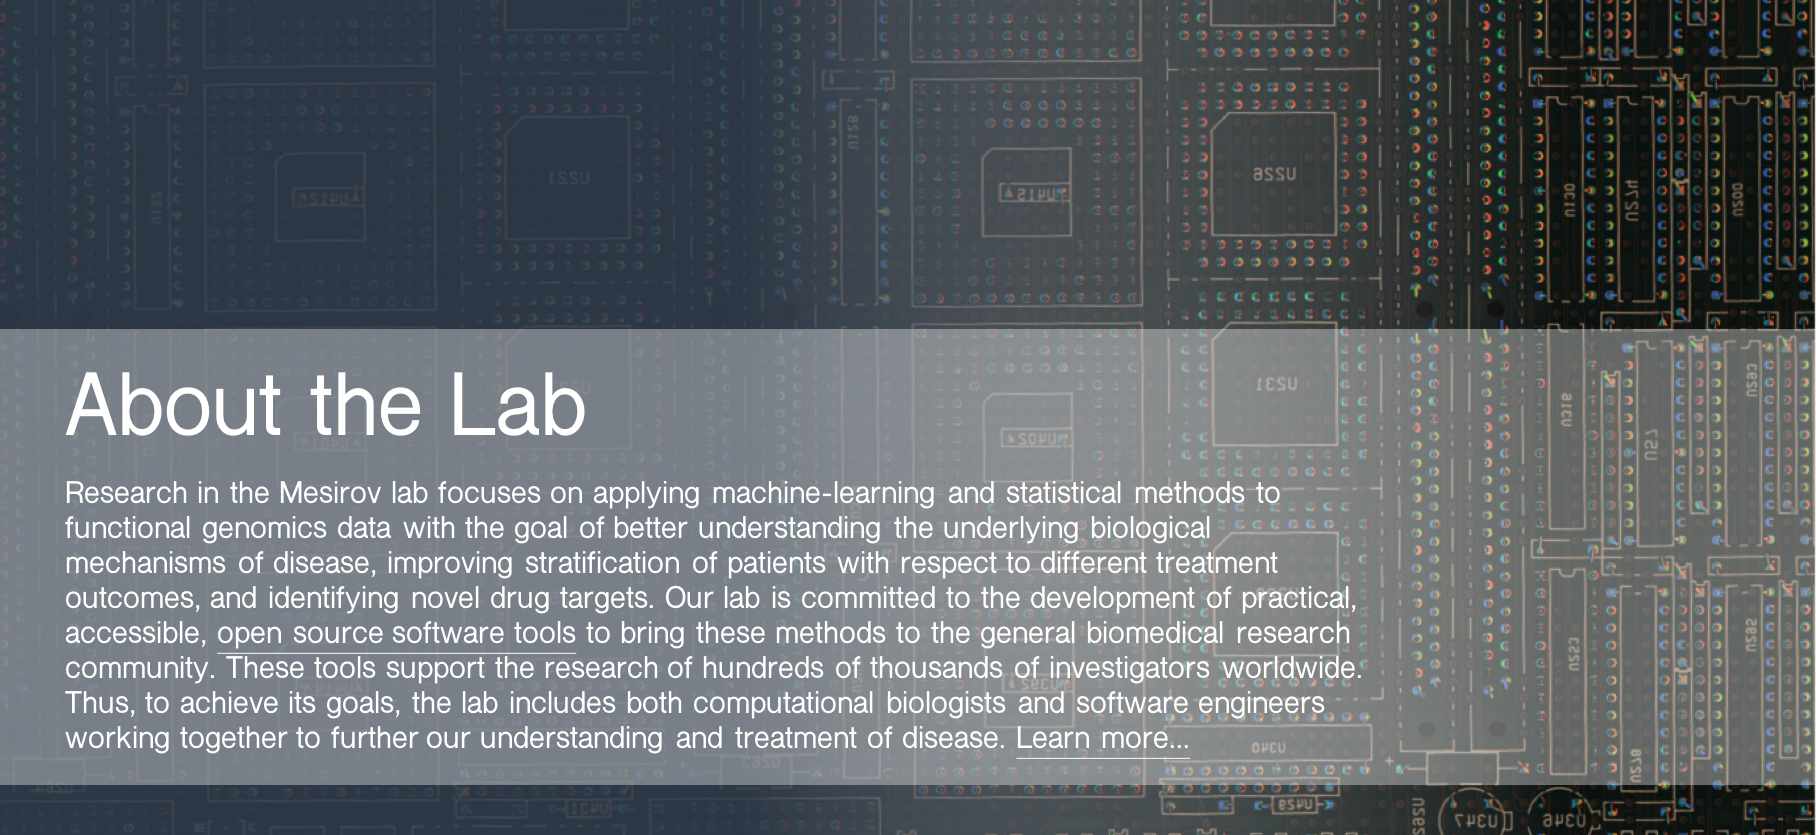 About the Lab
Research in the Mesirov lab focuses on applying machine-learning and statistical methods to
functional genomics data with the goal of better understanding the underlying biological
mechanisms of disease, improving stratification of patients with respect to different treatment
outcomes, and identifying novel drug targets. Our lab is committed to the development of practical,
accessible, open source software tools to bring these methods to the general biomedical research
community. These tools support the research of hundreds of thousands of investigators worldwide.
Thus, to achieve its goals, the lab includes both computational biologists and software engineers
working together to further our understanding and treatment of disease. Learn more...